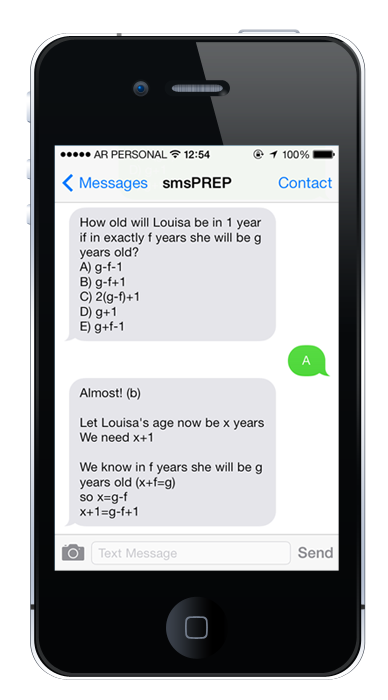 AR PERSONAL 12:54 100%
Messages smsPREP Contact
How old will Louisa be in 1 year
if in exactly f years she will be g
years old?
A) g-f-1
B) g-f+1
C) 2(g-f)+1
D) g+1
E) g+f-1
A
Almost! (b)
Let Louisa's age now be x years
We need x+1
We know in f years she will be g
years old (x+f=g)
so x=g-f
x+1=g-f+1
Text Message Send